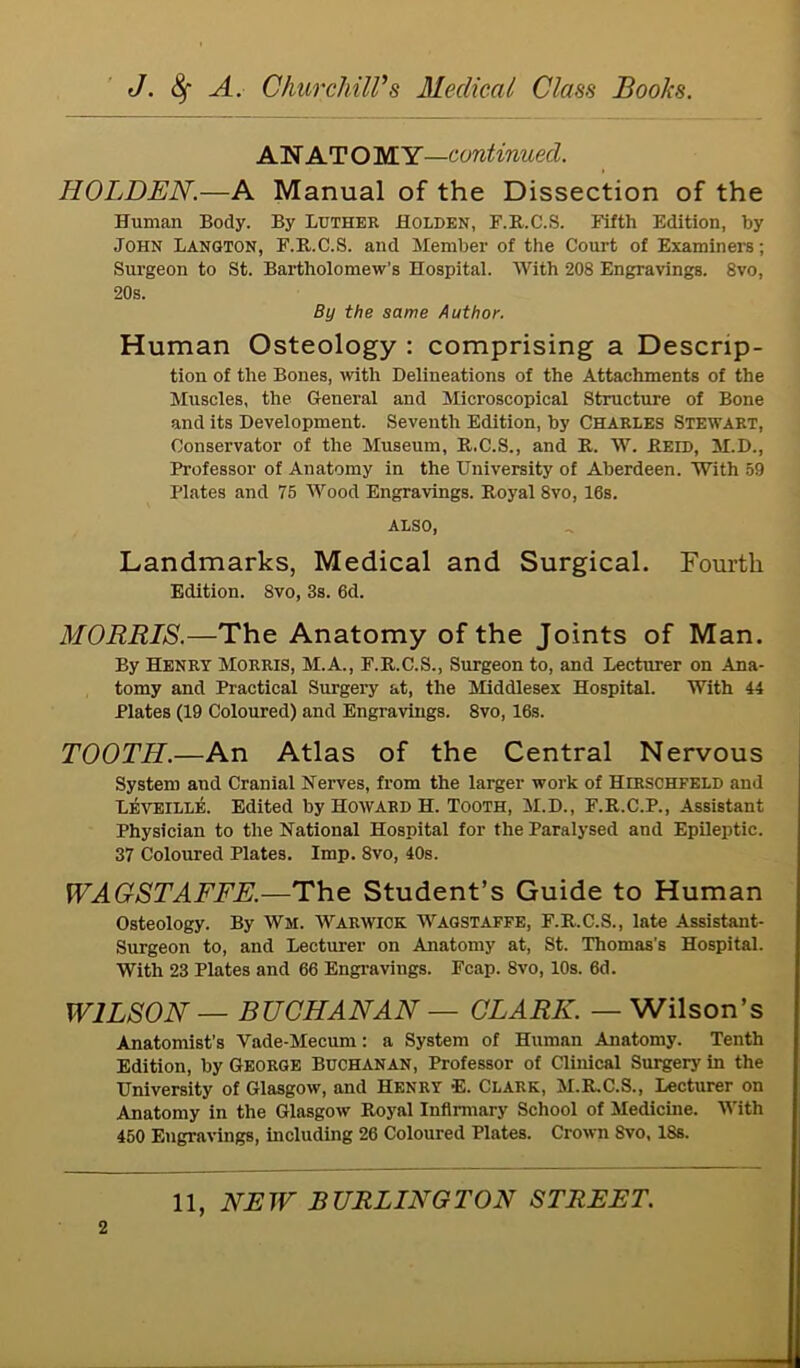 J. & A. Churchill's Medical Class Books.
ANATOMY—continued.
HOLDEN.—A Manual of the Dissection of the
Human Body. By LUTHER HOLDEN, F.R.C.S. Fifth Edition, by
JOHN LANGTON, F.R.C.S. and Member of the Court of Examiners;
Surgeon to St. Bartholomew's Hospital. With 208 Engravings. 8vo,
20s.
By the same Author.
Human Osteology : comprising a Descrip-
tion of the Bones, with Delineations of the Attachments of the
Muscles, the General and Microscopical Structure of Bone
and its Development. Seventh Edition, by CHARLES STEWART,
Conservator of the Museum, R.C.S., and R. W. REID, M.D.,
Professor of Anatomy in the University of Aberdeen. With 59
Plates and 75 Wood Engravings. Royal 8vo, 16s.
ALSO,
Landmarks, Medical and Surgical. Fourth
Edition. 8vo, 3s. 6d.
MORRIS.—The Anatomy of the Joints of Man.
By HENRY MORRIS, M.A., F.R.C.S., Surgeon to, and Lecturer on Ana-
tomy and Practical Surgery at, the Middlesex Hospital. With 44
Plates (19 Coloured) and Engravings. 8vo, 16s.
TOOTH.—An Atlas of the Central Nervous
System and Cranial Nerves, from the larger work of HIRSCHFELD and
LÉVEILLÉ. Edited by HOWARD H. TOOTH, M.D., F.R.C.P., Assistant
Physician to the National Hospital for the Paralysed and Epileptic.
37 Coloured Plates. Imp. 8vo, 40s.
WAGSTAFFE.—The Student's Guide to Human
Osteology. By WM. WARWICK WAGSTAFFE, F.R.C.S., late Assistant-
Surgeon to, and Lecturer on Anatomy at, St. Thomas's Hospital.
With 23 Plates and 66 Engravings. Fcap. 8vo, 10s. 6d.
WILSON — BUCHANAN — CLARK. — Wilson's
Anatomist's Vade-Mecum: a System of Human Anatomy. Tenth
Edition, by GEORGE BUCHANAN, Professor of Clinical Surgery in the
University of Glasgow, and HENRY E. CLARK, M.R.C.S., Lecturer on
Anatomy in the Glasgow Royal Infirmary School of Medicine. With
450 Engravings, including 26 Coloured Plates. Crown 8vo, 18s.
11, NEW BURLINGTON STREET.
2